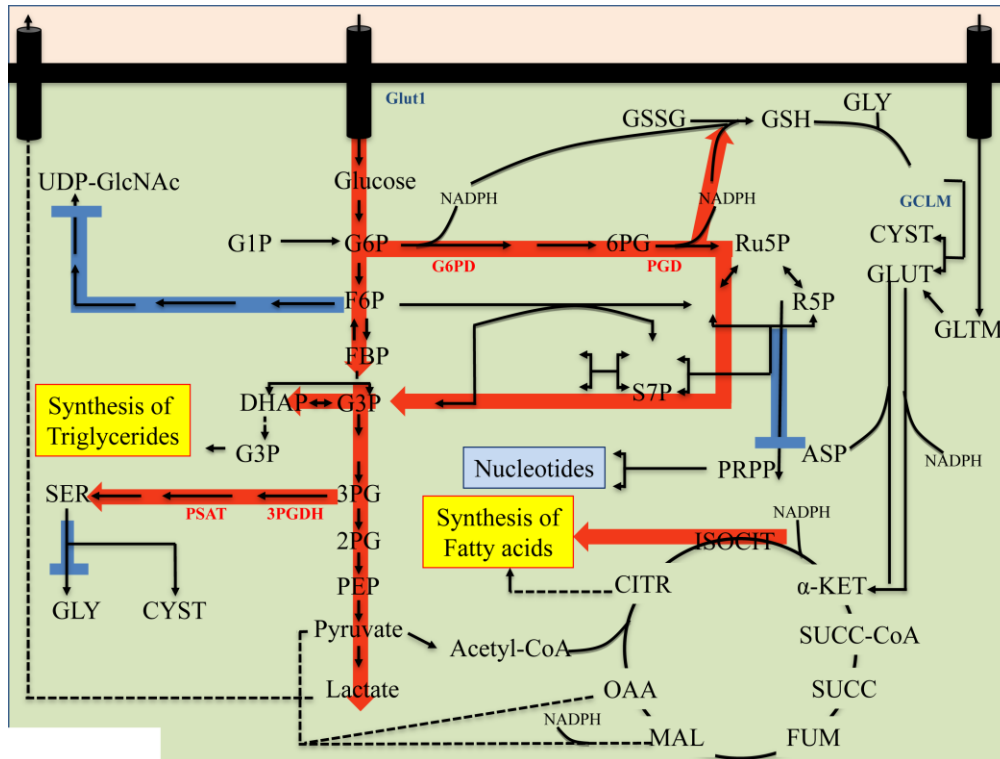 Glut1
GSSG
GSH
GLY
UDP-GlcNAc
Glucose
NADPH
NADPH
GCLM
G1P
G6P
6PG
Ru5P
CYST
G6PD
PGD
GLUT
F6P
R5P
GLTM
FBP
S7P
Synthesis of
Triglycerides
DHAP
G3P
G3P
Nucleotides
PRPP
ASP
NADPH
SER
3PG
PSAT
3PGDH
Synthesis of
Fatty acids
NADPH
2PG
ISOCIT
PEP
CITR
α-KET
GLY
CYST
Pyruvate
Acetyl-CoA
SUCC-CoA
Lactate
OAA
SUCC
NADPH
MAL
FUM